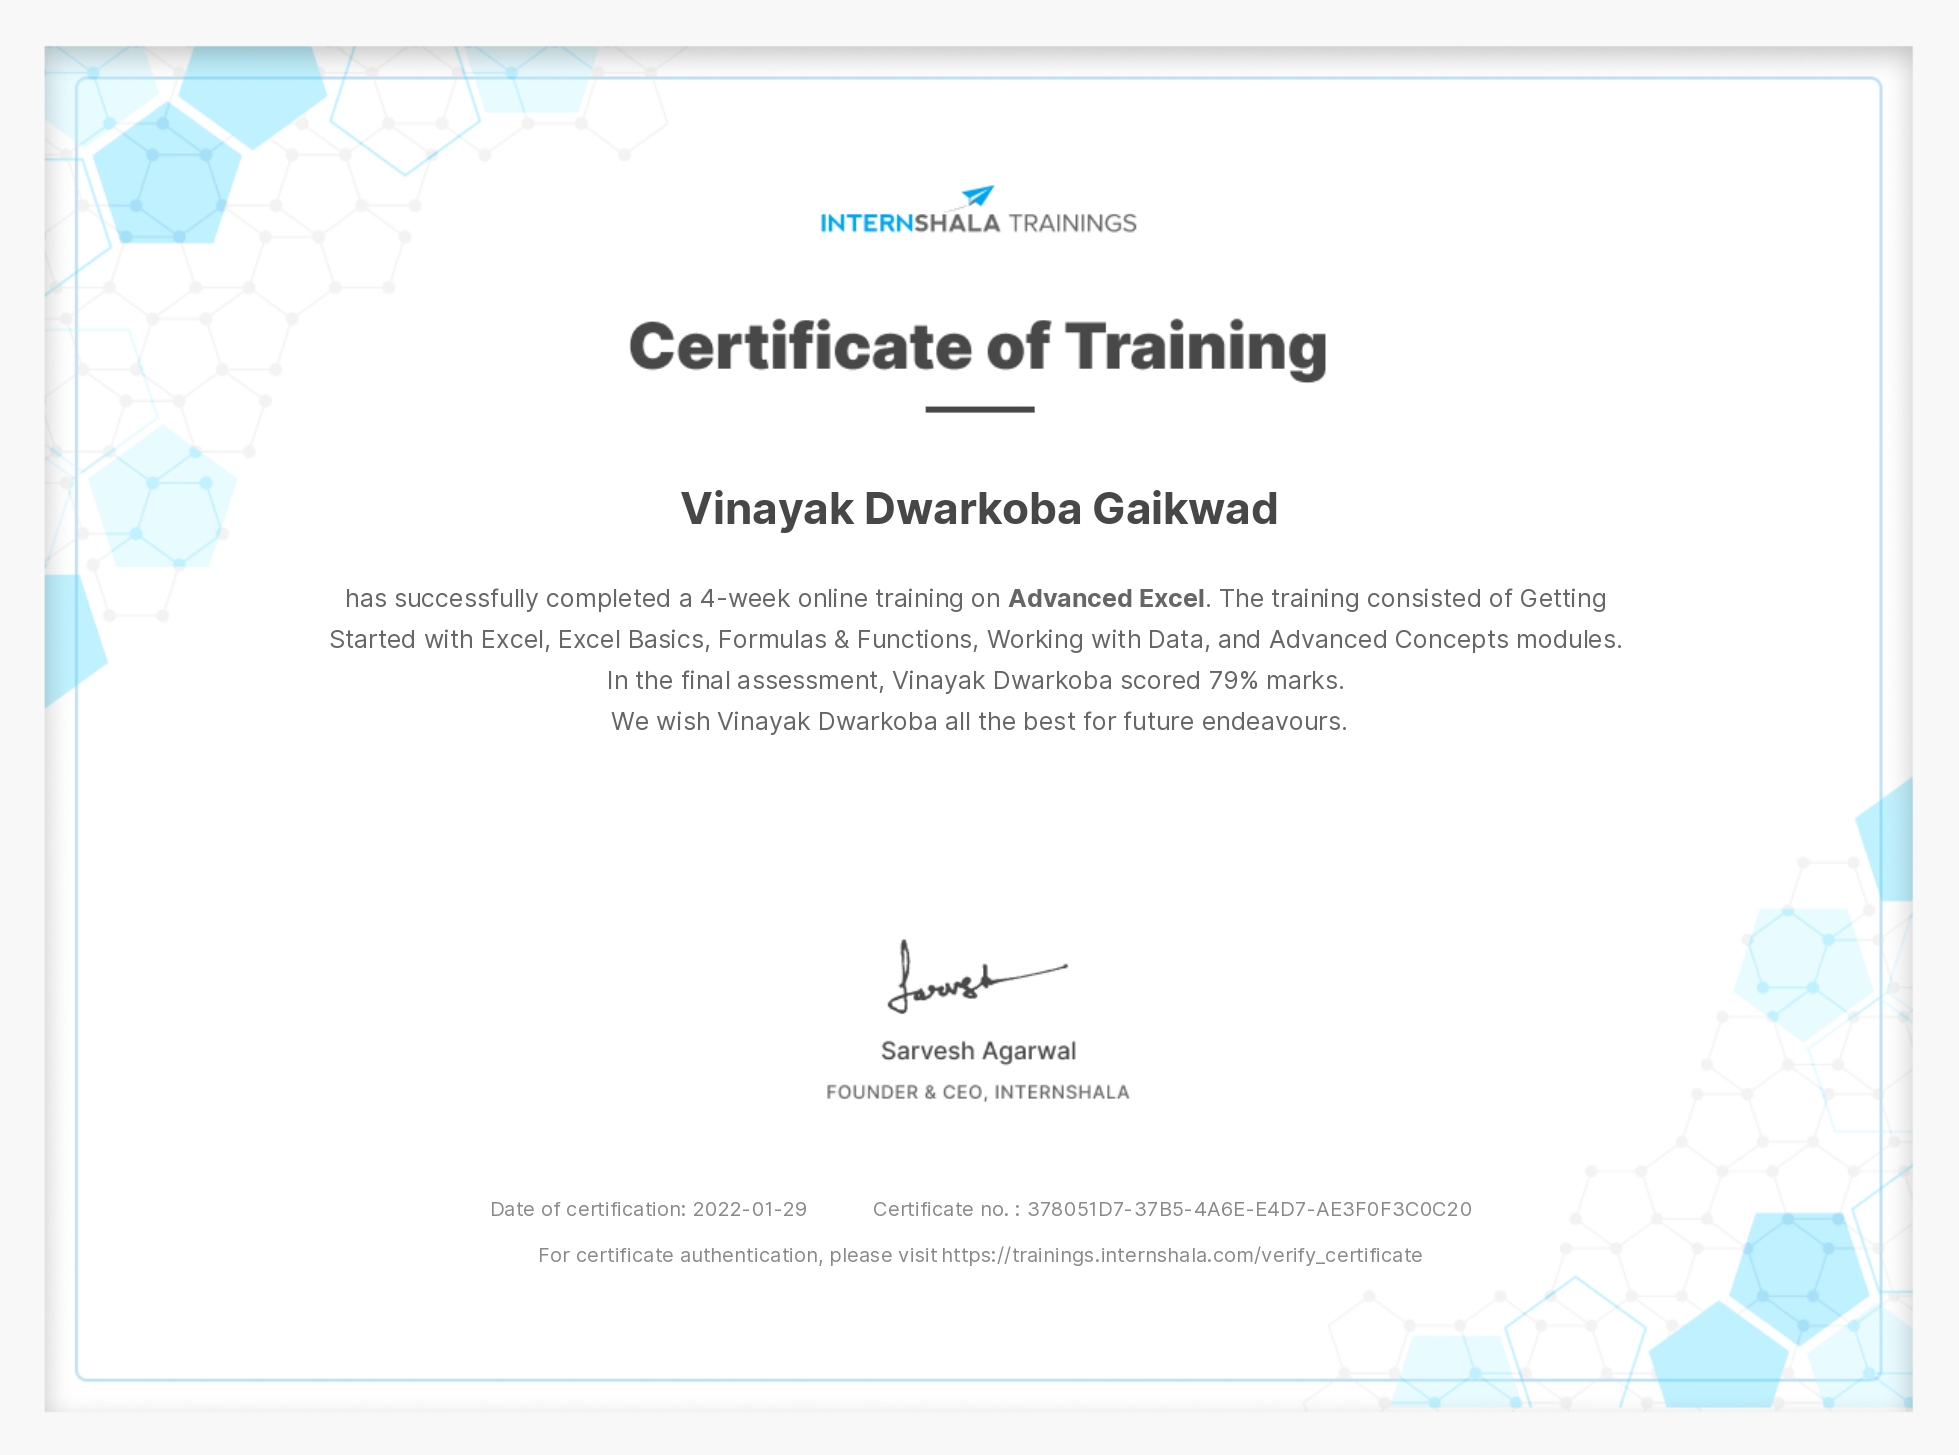 INTERNSHALA TRAININGS
Certificate of Training
Vinayak Dwarkoba Gaikwad
has successfully completed a 4-week online training on Advanced Excel. The training consisted of Getting
Started with Excel, Excel Basics, Formulas & Functions, Working with Data, and Advanced Concepts modules.
In the final assessment, Vinayak Dwarkoba scored 79% marks.
We wish Vinayak Dwarkoba all the best for future endeavours.
Sarvesh
Sarvesh Agarwal
FOUNDER & CEO, INTERNSHALA
Date of certification: 2022-01-29 Certificate no. : 378051D7-37B5-4A6E-E4D7-AE3F0F3C0C20
For certificate authentication, please visit https://trainings.internshala.com/verify_certificate